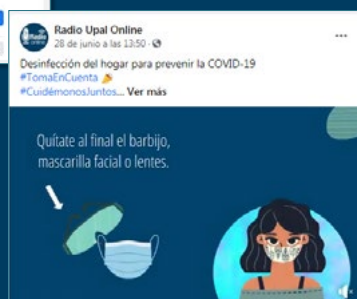 Radio Upal Online
28 de junio a las 13:50 ·
Desinfección del hogar para prevenir la COVID-19
#TomaEnCuenta
#CuidémonosJuntos... Ver más
Quítate al final el barbijo,
mascarilla facial o lentes.